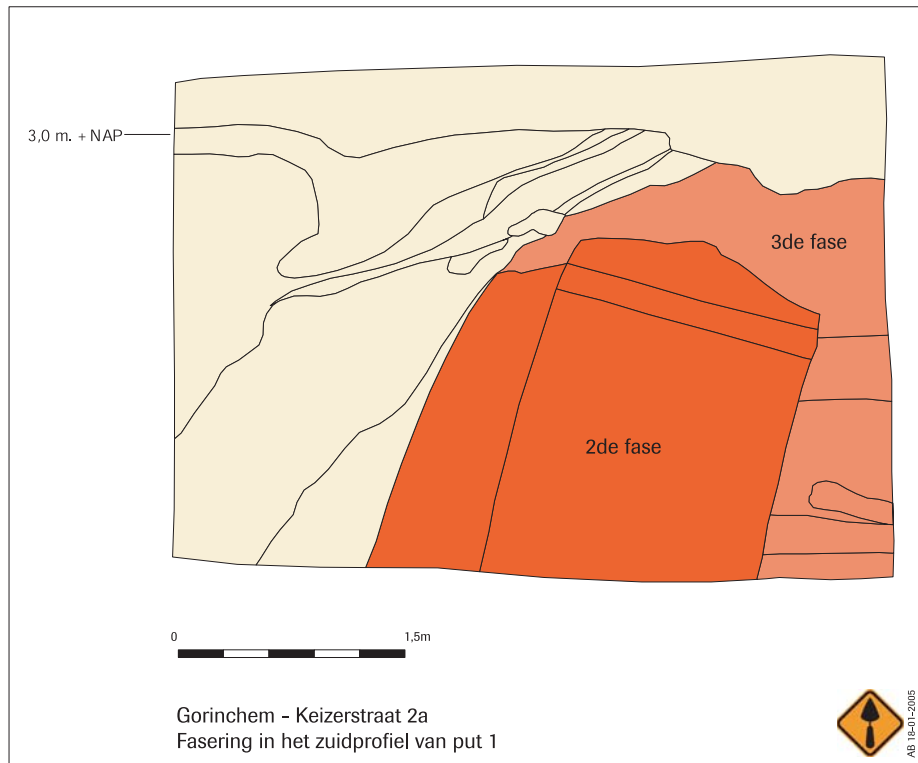 3,0 m. + NAP
3de fase
2de fase
0 1,5m
Gorinchem - Keizerstraat 2a
Fasering in het zuidprofiel van put 1
AB 18-01-2005